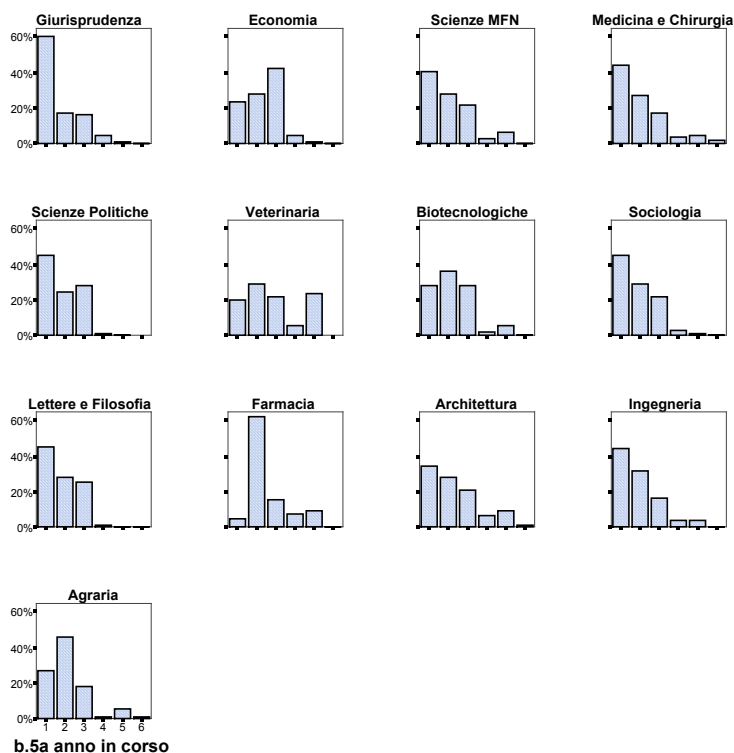 Giurisprudenza Economia Scienze MFN Medicina e Chirurgia
60%
40%
20%
0%
Scienze Politiche Veterinaria Biotecnologiche Sociologia
60%
40%
20%
0%
Lettere e Filosofia Farmacia Architettura Ingegneria
60%
40%
20%
0%
Agraria
60%
40%
20%
0%
1 2 3 4 5 6
b.5a anno in corso